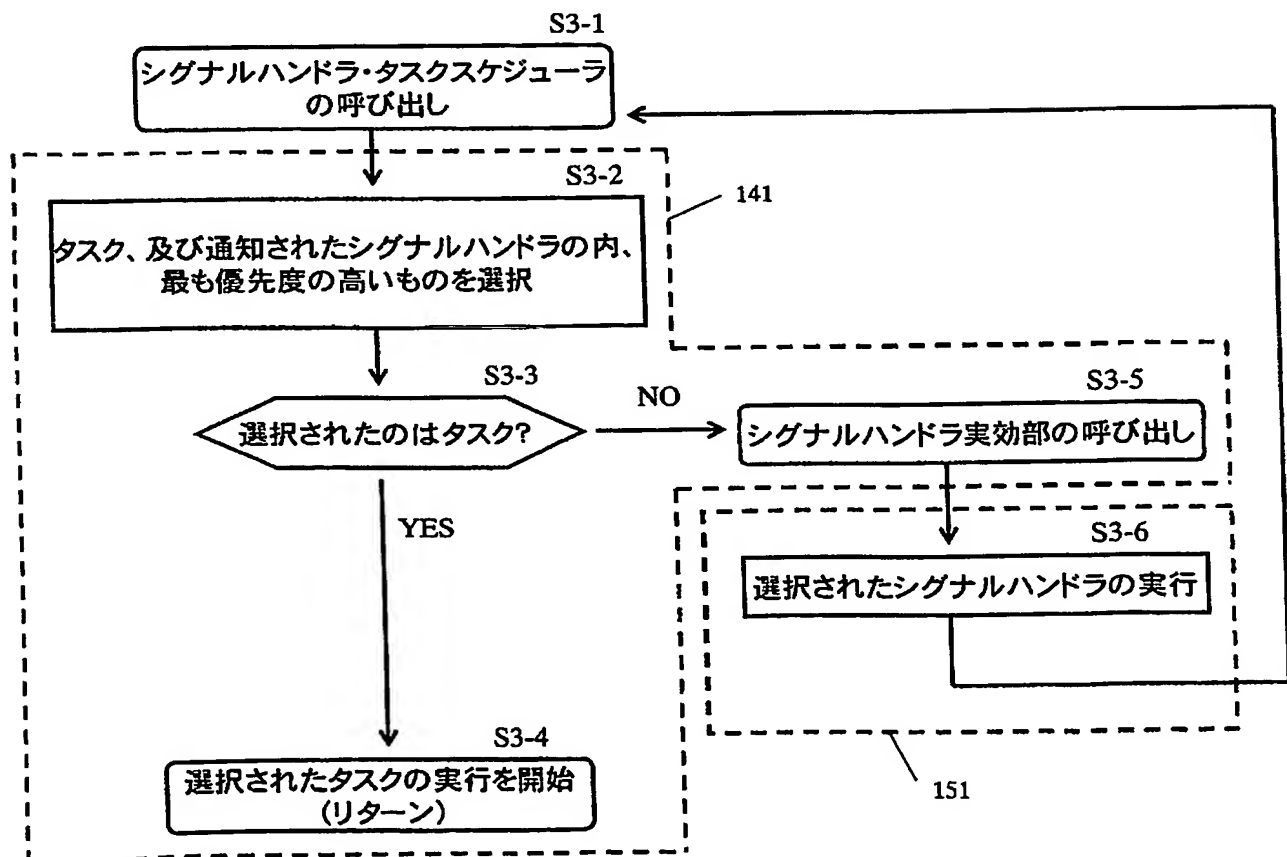 S3-1
シグナルハンドラ・タスクスケジューラ
の呼び出し
S3-2
141
タスク、及び通知されたシグナルハンドラの内、
最も優先度の高いものを選択
S3-3
選択されたのはタスク?
NO
S3-5
シグナルハンドラ実効部の呼び出し
YES
S3-6
選択されたシグナルハンドラの実行
S3-4
選択されたタスクの実行を開始
(リターン)
151